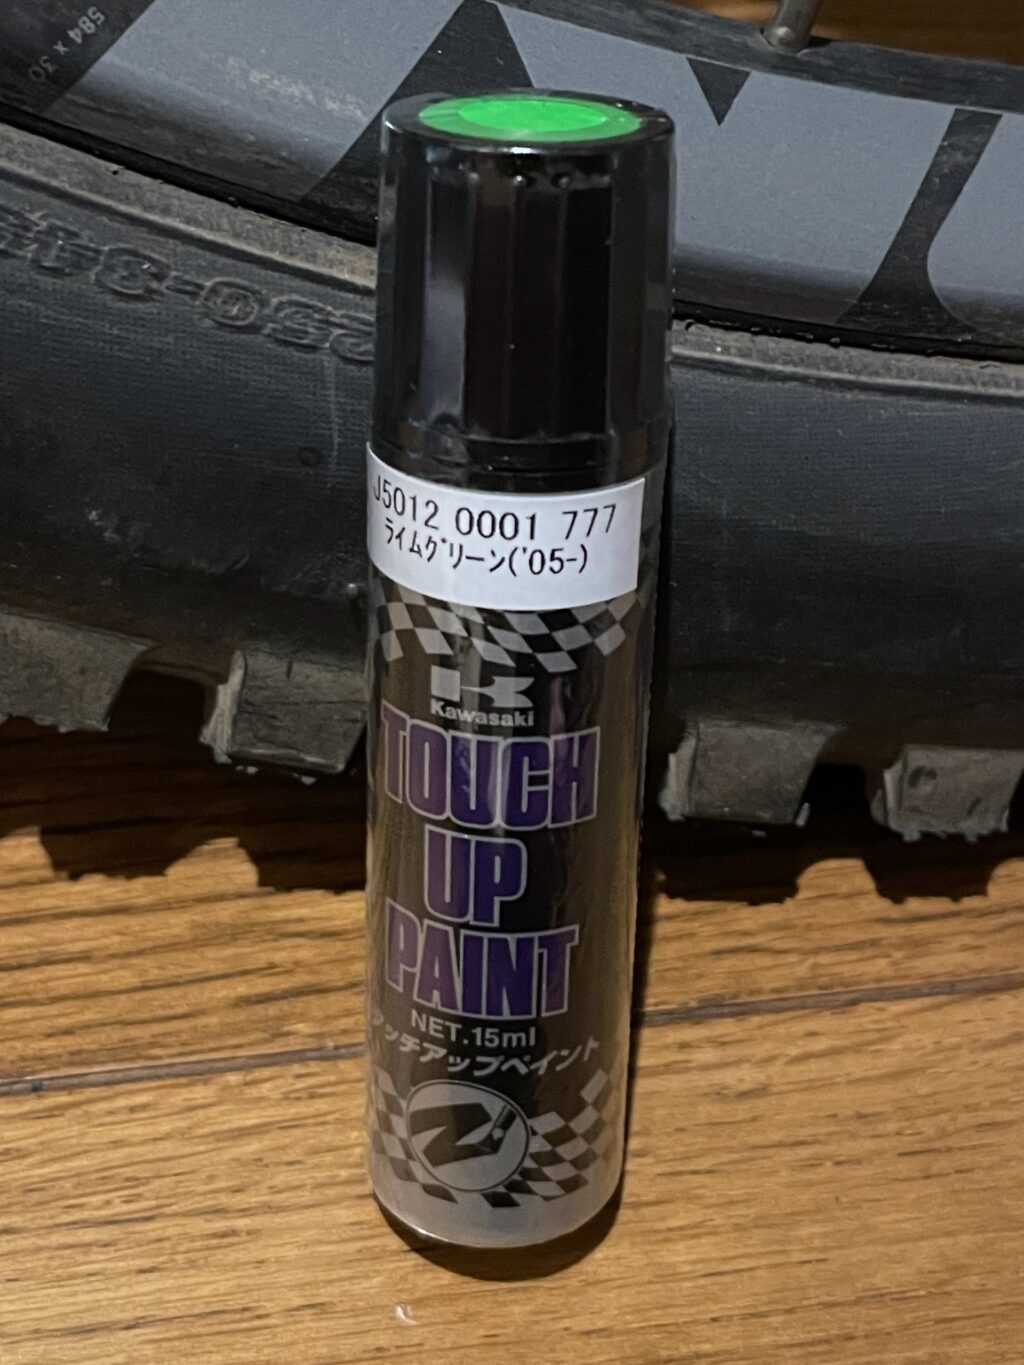 584 x 30
J5012 0001 777
ライムグリーン('05-)
Kawasaki
TOUCH
UP
PAINT
NET.15ml
タッチアップペイント